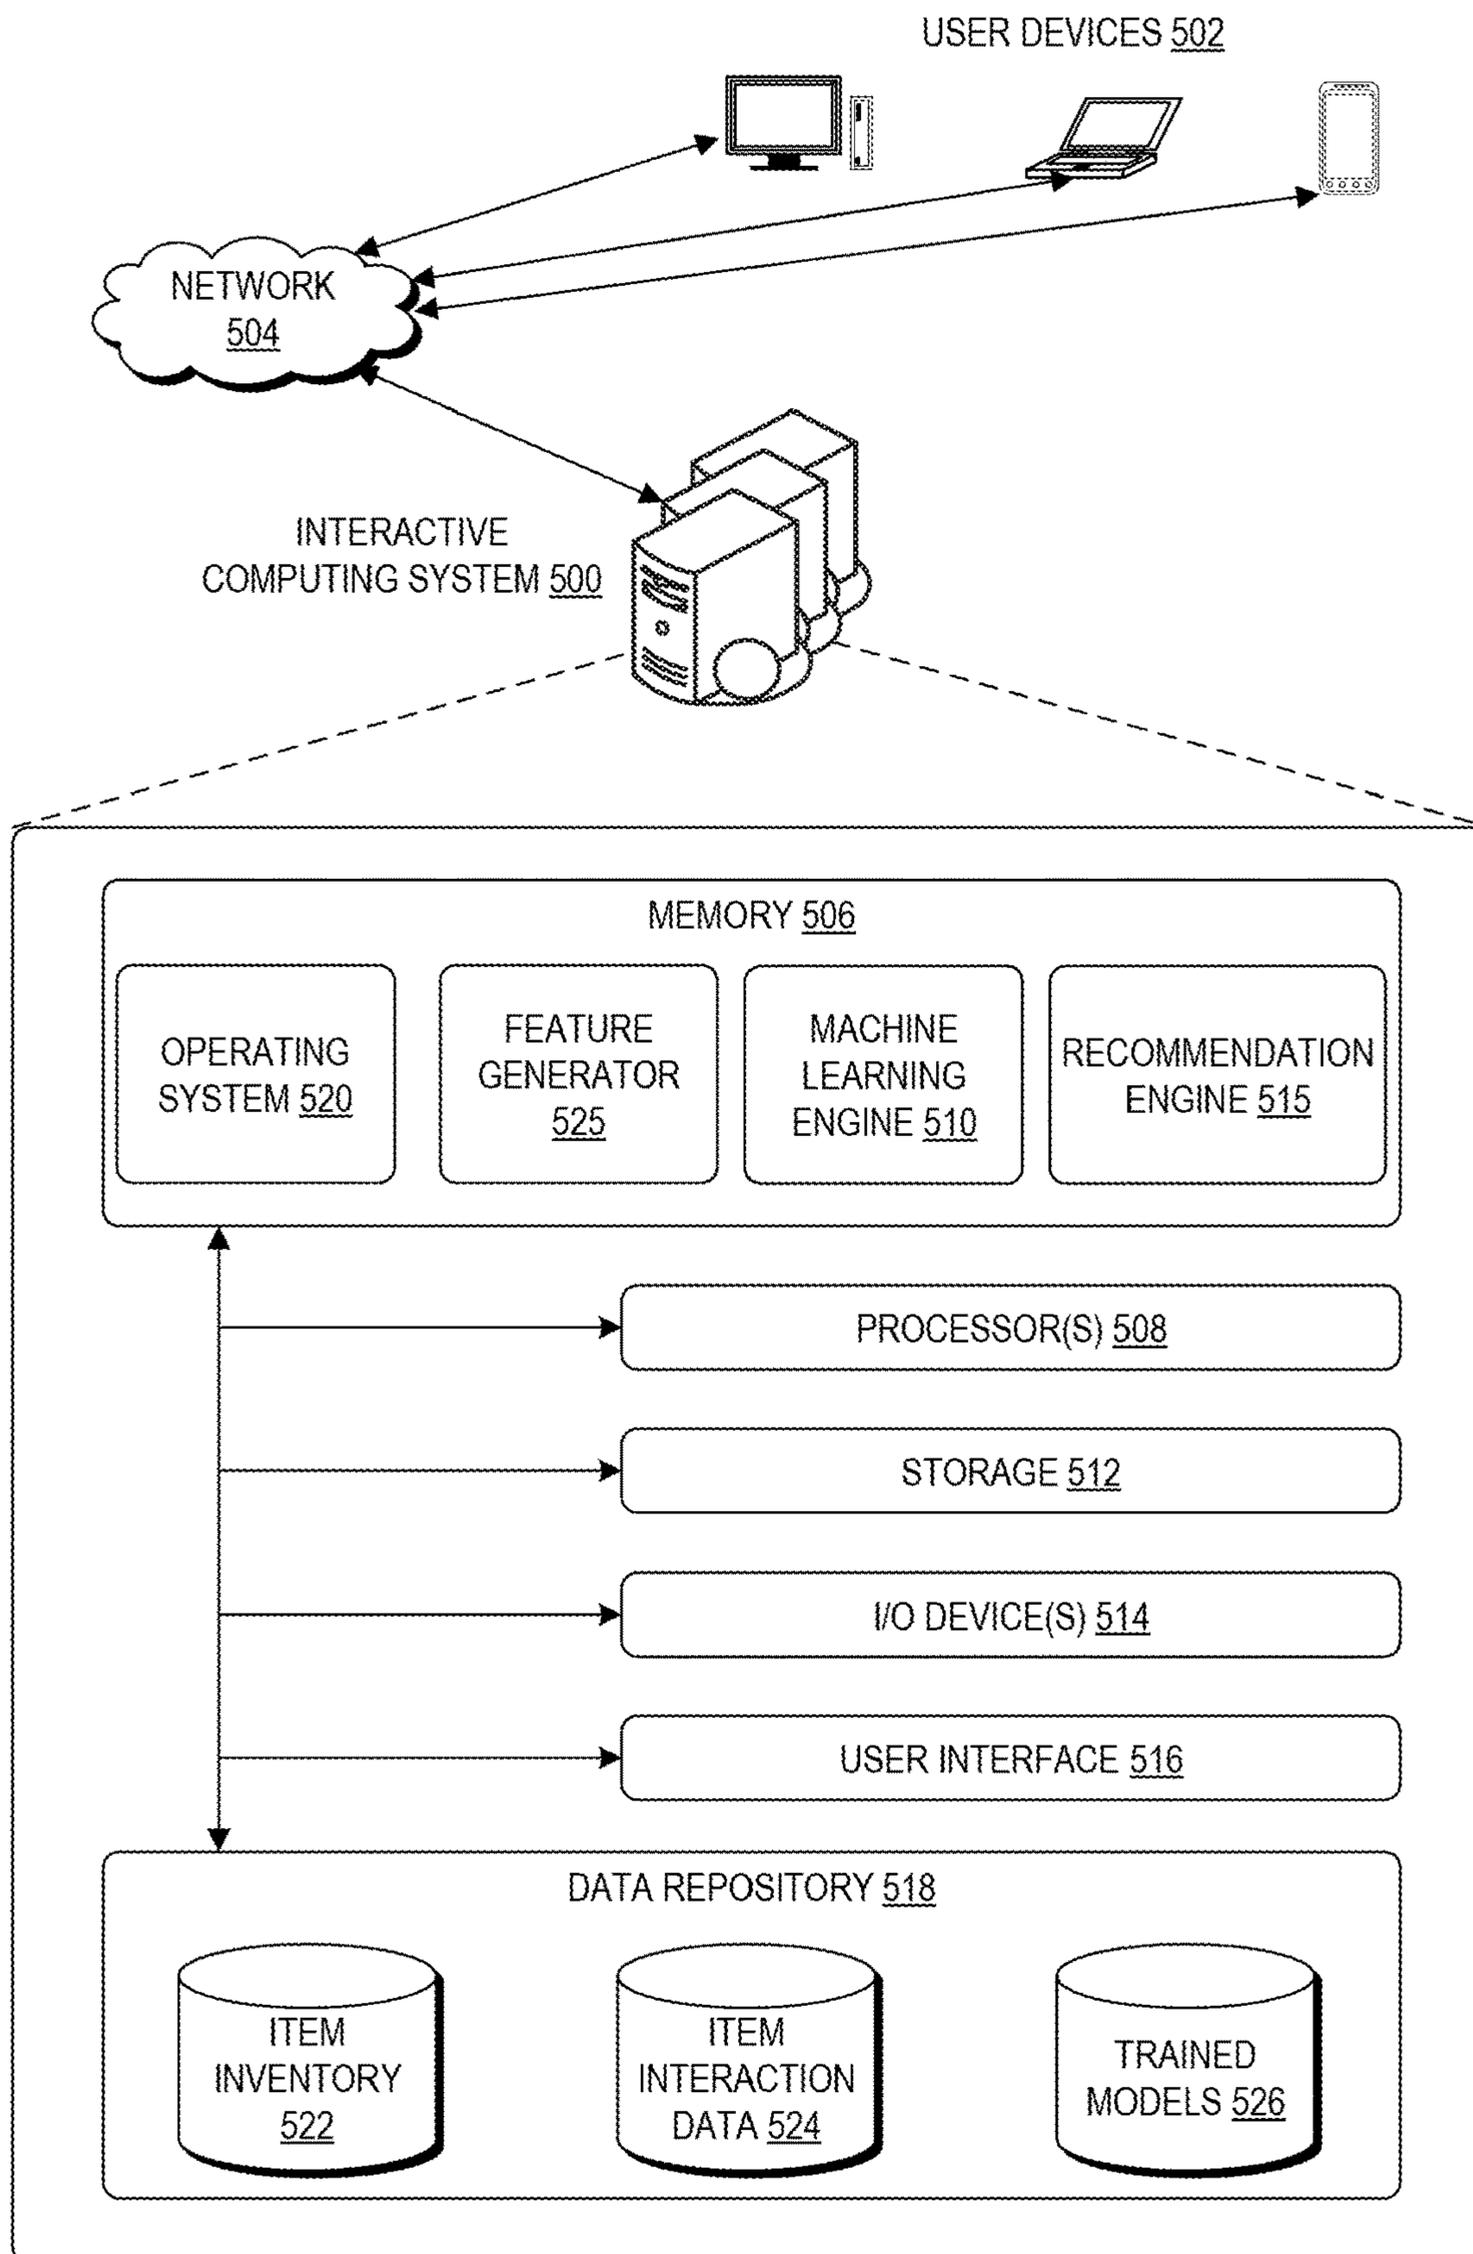 USER DEVICES 502
NETWORK
504
INTERACTIVE
COMPUTING SYSTEM 500
MEMORY 506
OPERATING
SYSTEM 520
FEATURE
GENERATOR
525
MACHINE
LEARNING
ENGINE 510
RECOMMENDATION
ENGINE 515
PROCESSOR(S) 508
STORAGE 512
I/O DEVICE(S) 514
USER INTERFACE 516
DATA REPOSITORY 518
ITEM
INVENTORY
522
ITEM
INTERACTION
DATA 524
TRAINED
MODELS 526